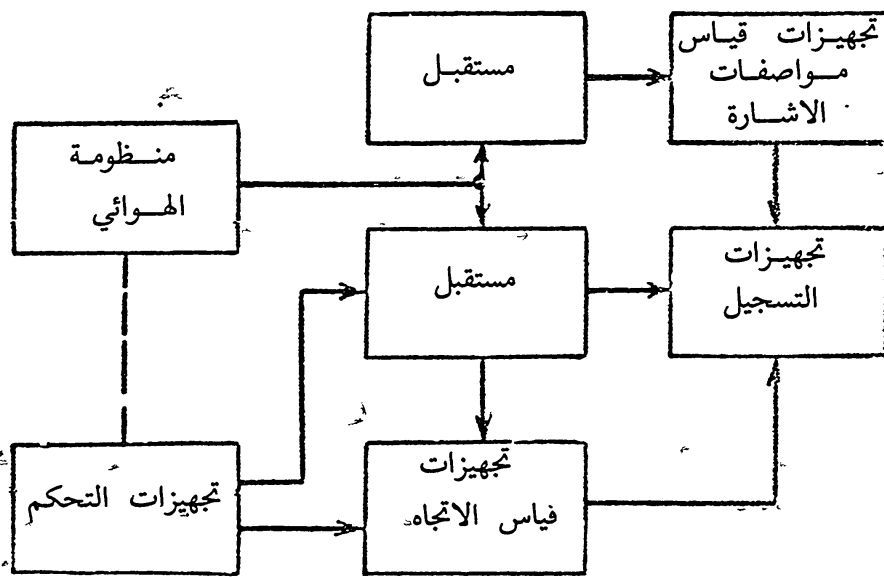 تجهيزات قياس
مواصفات
الاشارة
مستقبل
منظومة
الهوائي
تجهيزات
التسجيل
مستقبل
تجهيزات
فياس الاتجاه
تجهيزات التحكم